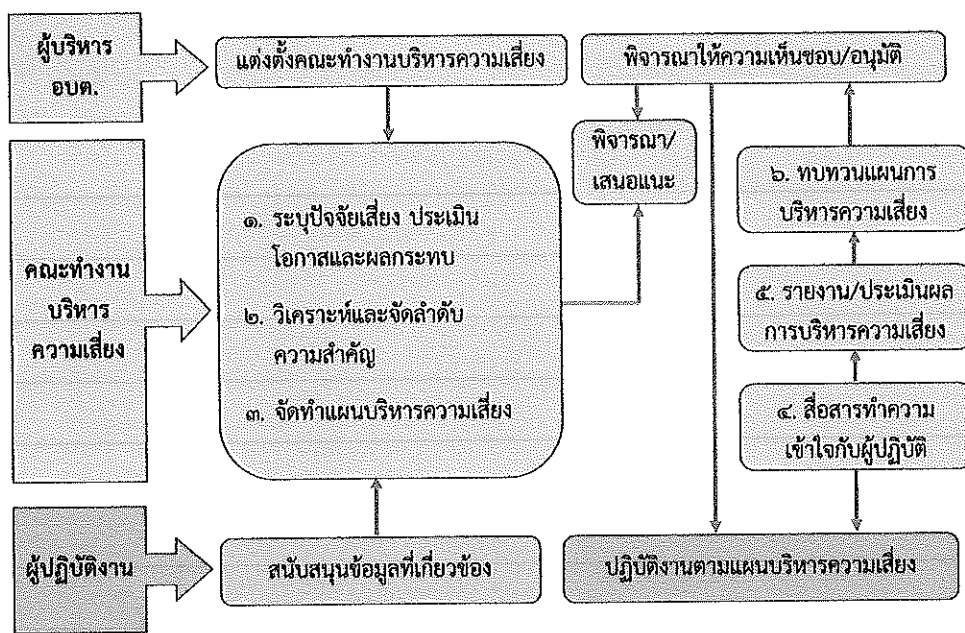 ผู้บริหาร
อบต.
แต่งตั้งคณะทำงานบริหารความเสี่ยง
พิจารณาให้ความเห็นชอบ/อนุมัติ
พิจารณา/
เสนอแนะ
คณะทำงาน
บริหาร
ความเสี่ยง
๑. ระบุปัจจัยเสี่ยง ประเมิน
โอกาสและผลกระทบ
๒. วิเคราะห์และจัดลำดับ
ความสำคัญ
๓. จัดทำแผนบริหารความเสี่ยง
๖. ทบทวนแผนการ
บริหารความเสี่ยง
๕. รายงาน/ประเมินผล
การบริหารความเสี่ยง
๔. สื่อสารทำความ
เข้าใจกับผู้ปฏิบัติ
ผู้ปฏิบัติงาน
สนับสนุนข้อมูลที่เกี่ยวข้อง
ปฏิบัติงานตามแผนบริหารความเสี่ยง